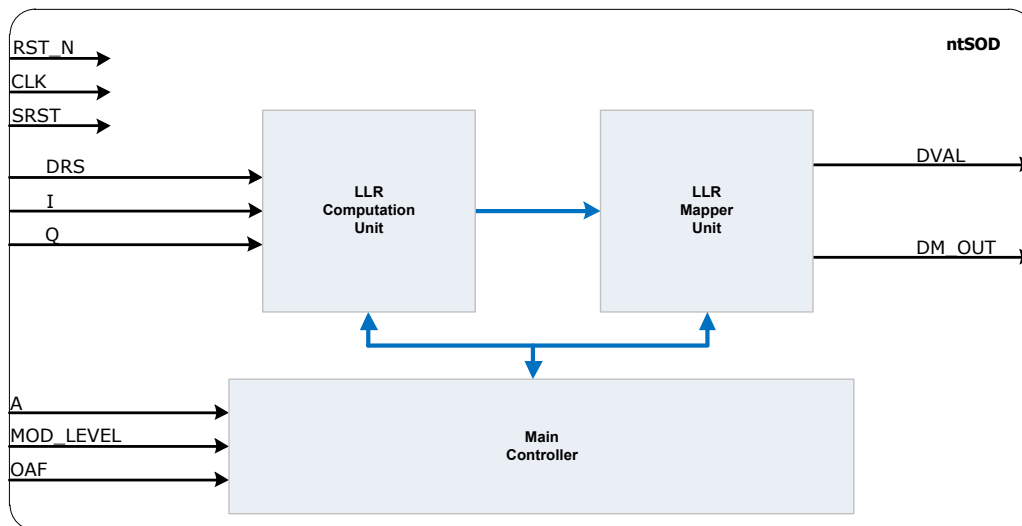 RST_N
ntSOD
CLK
SRST
DRS
I
Q
LLR
Computation
Unit
LLR
Mapper
Unit
DVAL
DM_OUT
A
MOD_LEVEL
OAF
Main
Controller